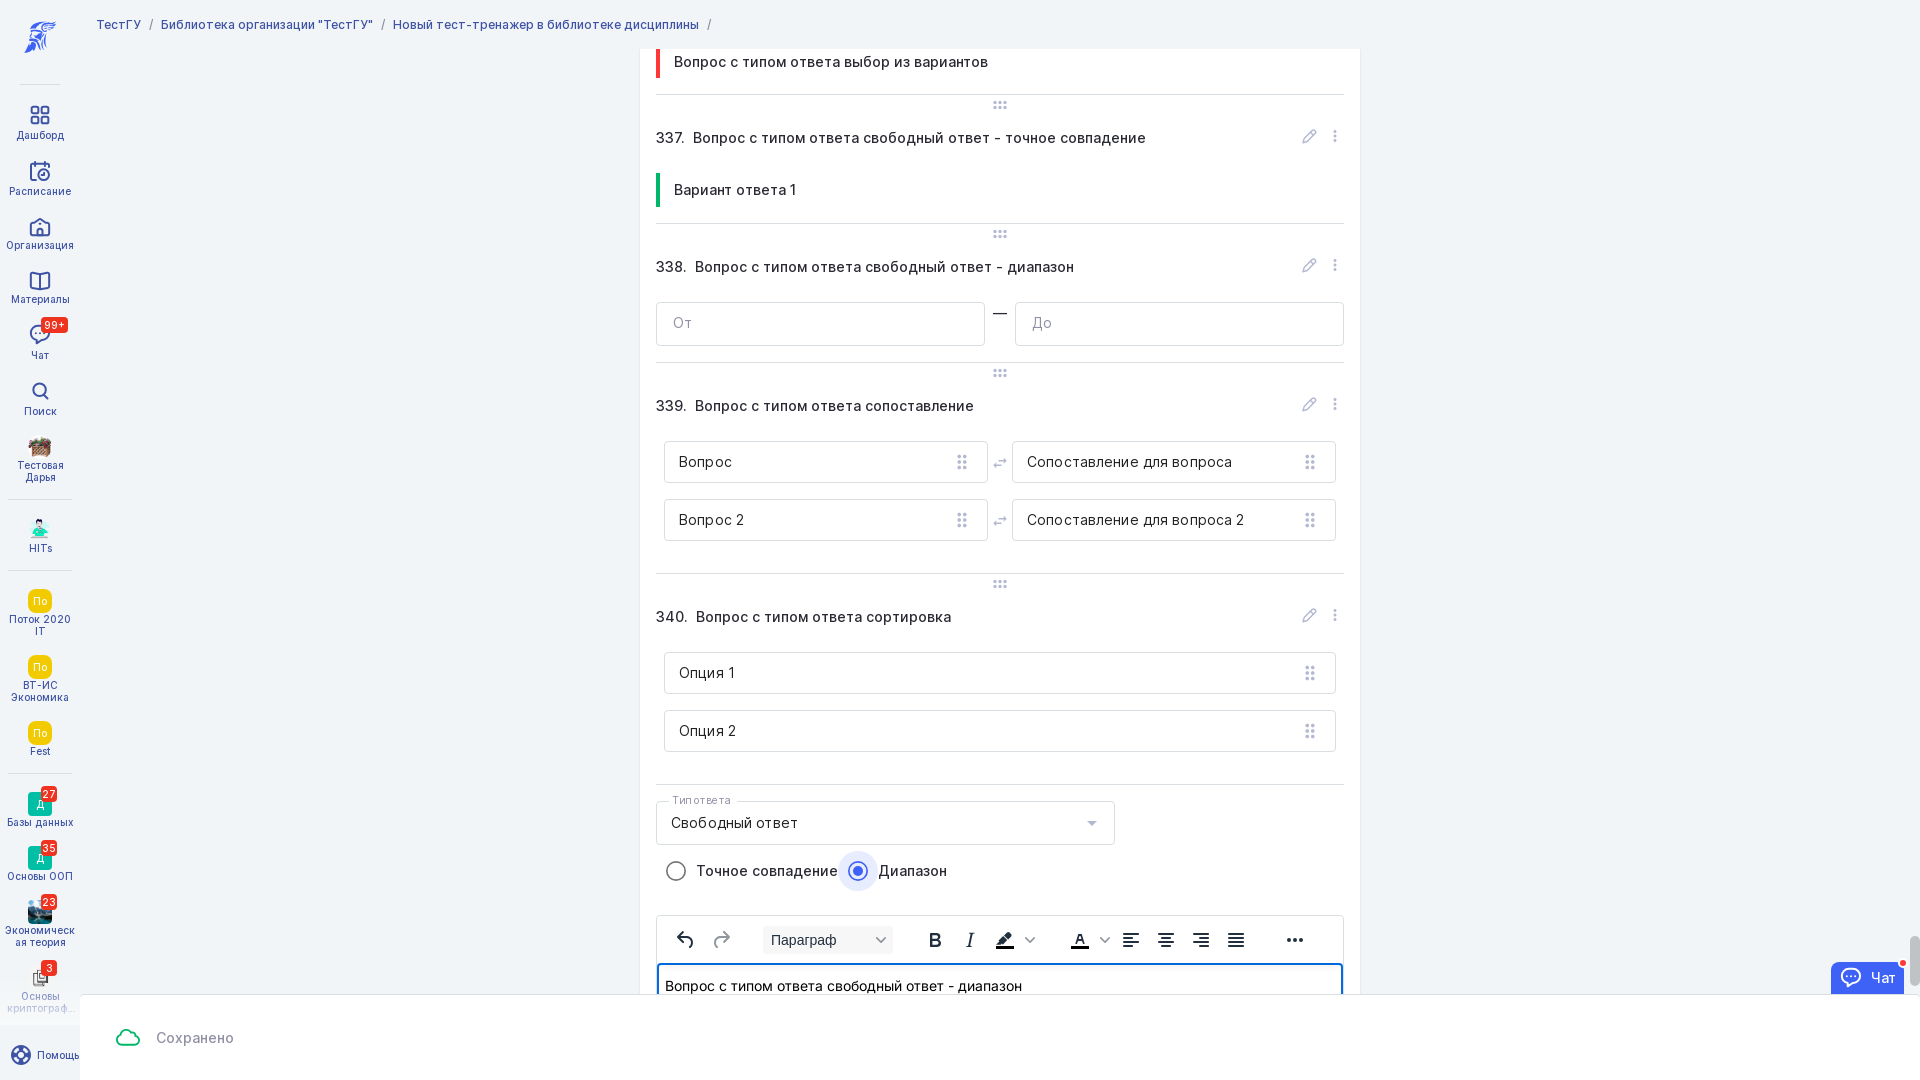 ТестГУ / Библиотека организации "ТестГУ" / Новый тест-тренажер в библиотеке дисциплины /
Дашборд
Расписание
Организация
Материалы
99+
Чат
Поиск
Тестовая
Дарья
HITs
По
Поток 2020
IT
По
ВТ-ИС
Экономика
По
Fest
27
Д
Базы данных
35
Д
Основы ООП
23
Экономическ
ая теория
3
Основы
криптограф...
Помощь
Вопрос с типом ответа выбор из вариантов
337. Вопрос с типом ответа свободный ответ - точное совпадение
Вариант ответа 1
338. Вопрос с типом ответа свободный ответ - диапазон
От — До
339. Вопрос с типом ответа сопоставление
Вопрос Сопоставление для вопроса
Вопрос 2 Сопоставление для вопроса 2
340. Вопрос с типом ответа сортировка
Опция 1
Опция 2
Тип ответа
Свободный ответ
Точное совпадение Диапазон
Параграф B I A
Вопрос с типом ответа свободный ответ - диапазон
Чат
Сохранено